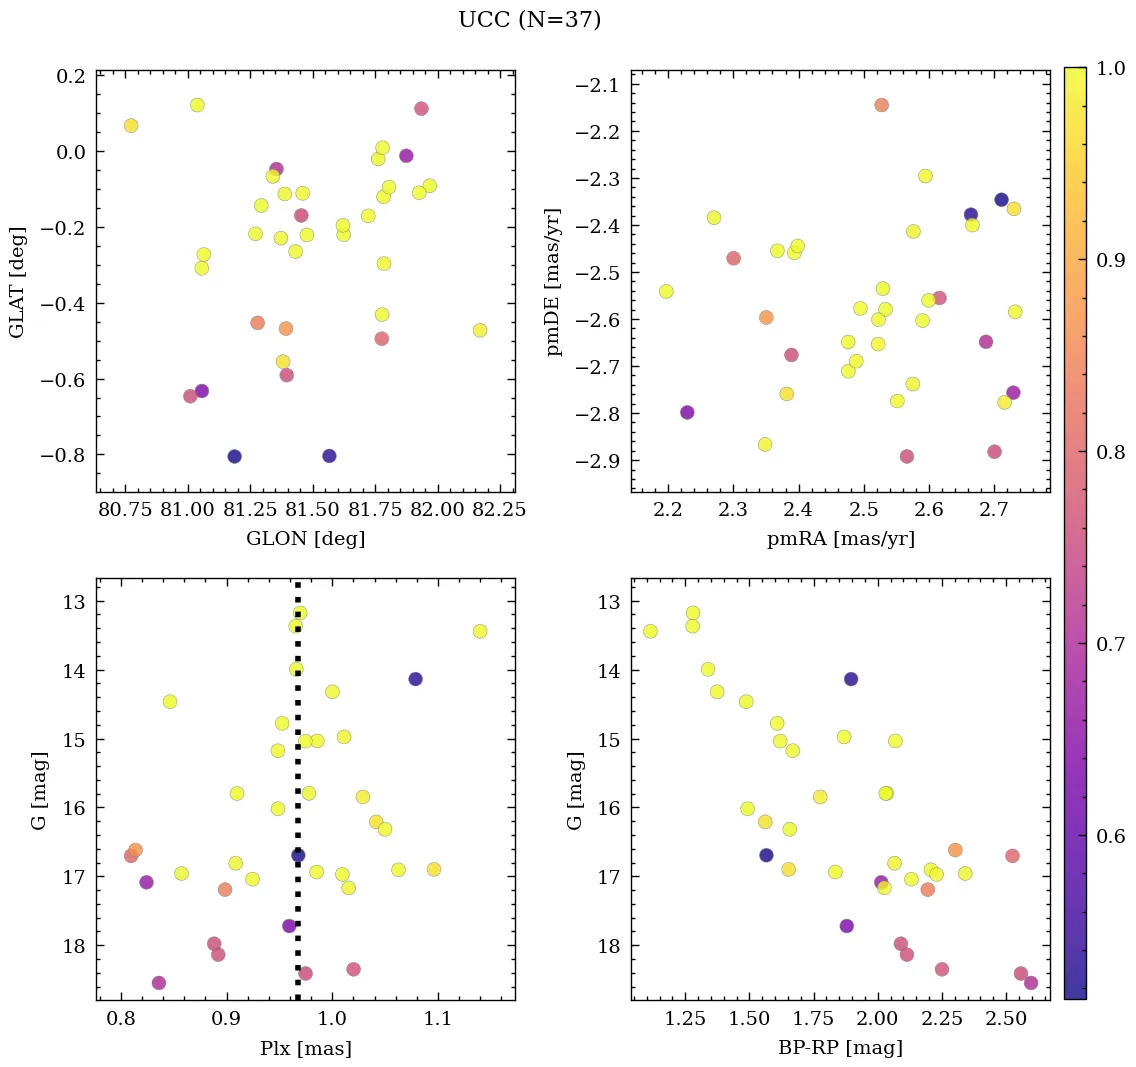 UCC (N=37)
0.2
0.0
−0.2
−0.4
−0.6
−0.8
GLAT [deg]
80.75 81.00 81.25 81.50 81.75 82.00 82.25
GLON [deg]
−2.1
−2.2
−2.3
−2.4
−2.5
−2.6
−2.7
−2.8
−2.9
pmDE [mas/yr]
2.2 2.3 2.4 2.5 2.6 2.7
pmRA [mas/yr]
1.0
0.9
0.8
0.7
0.6
13
14
15
16
17
18
G [mag]
0.8 0.9 1.0 1.1
Plx [mas]
13
14
15
16
17
18
G [mag]
1.25 1.50 1.75 2.00 2.25 2.50
BP-RP [mag]